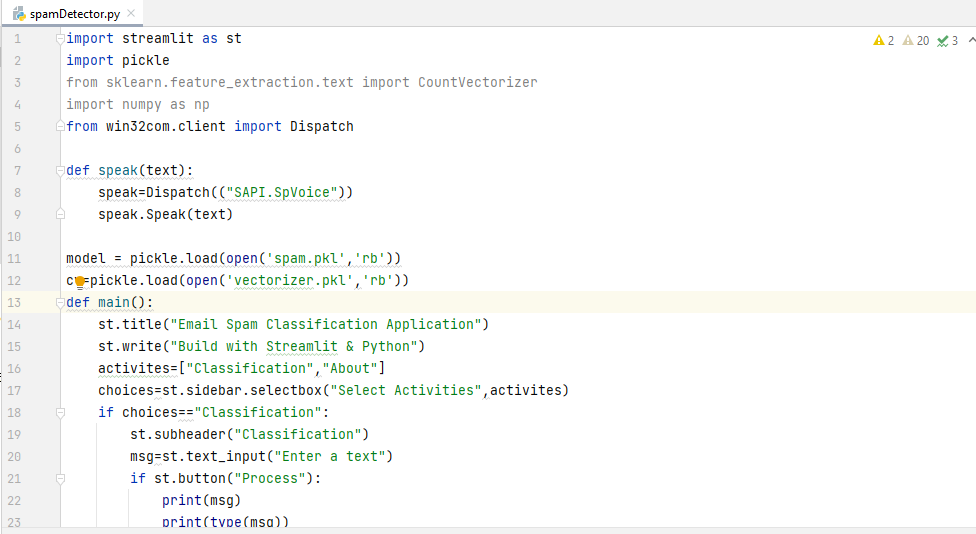 spamDetector.py
2 20 3
1 import streamlit as st
2 import pickle
3 from sklearn.feature_extraction.text import CountVectorizer
4 import numpy as np
5 from win32com.client import Dispatch
6
7 def speak(text):
8 speak=Dispatch(("SAPI.SpVoice"))
9 speak.Speak(text)
10
11 model = pickle.load(open('spam.pkl','rb'))
12 cv=pickle.load(open('vectorizer.pkl','rb'))
13 def main():
14 st.title("Email Spam Classification Application")
15 st.write("Build with Streamlit & Python")
16 activites=["Classification","About"]
17 choices=st.sidebar.selectbox("Select Activities",activites)
18 if choices=="Classification":
19 st.subheader("Classification")
20 msg=st.text_input("Enter a text")
21 if st.button("Process"):
22 print(msg)
23 print(type(msg))